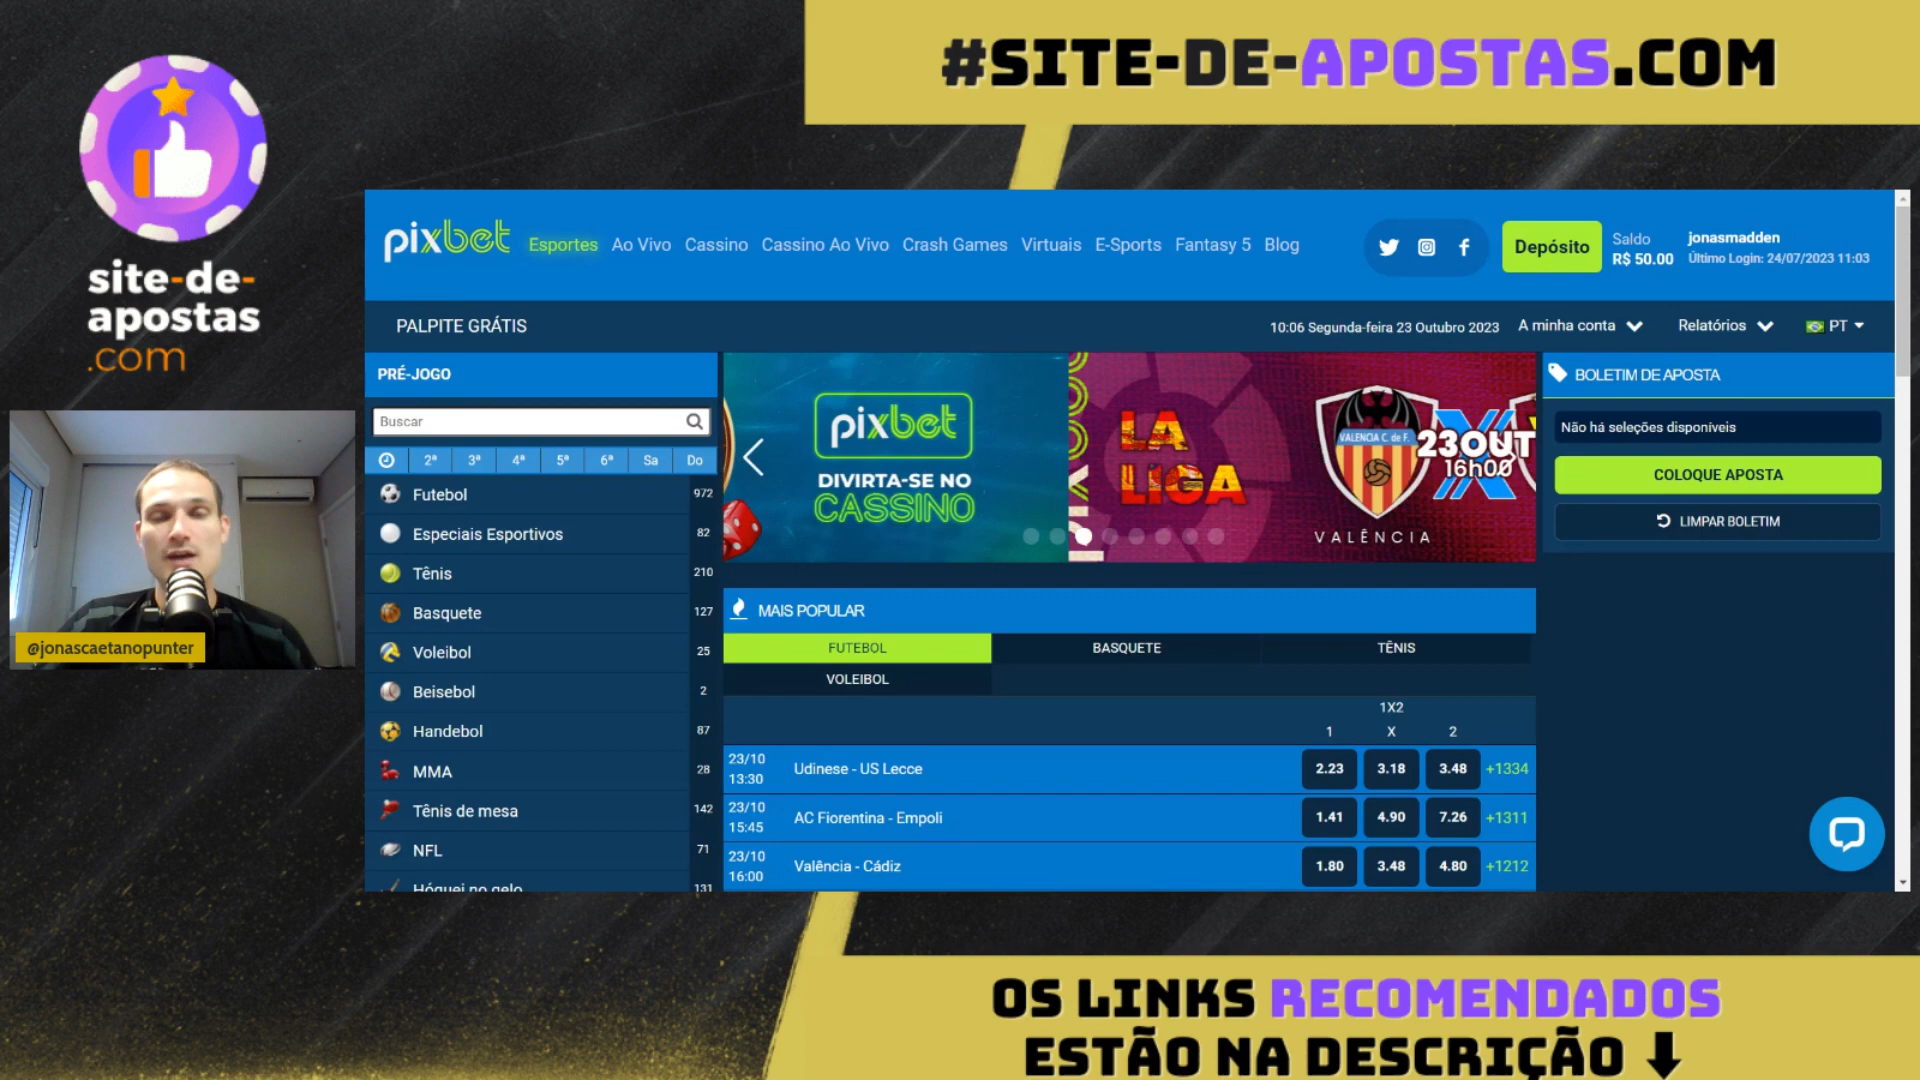 #SITE-DE-APOSTAS.COM
site-de-
apostas
.com
@jonascaetanopunter
pixbet
Esportes Ao Vivo Cassino Cassino Ao Vivo Crash Games Virtuais E-Sports Fantasy 5 Blog
Depósito
Saldo
R$ 50.00
jonasmadden
Último Login: 24/07/2023 11:03
PALPITE GRÁTIS
10:06 Segunda-feira 23 Outubro 2023
A minha conta
Relatórios
PT
PRÉ-JOGO
Buscar
2ª 3ª 4ª 5ª 6ª Sa Do
Futebol 972
Especiais Esportivos 82
Tênis 210
Basquete 127
Voleibol 25
Beisebol 2
Handebol 87
MMA 28
Tênis de mesa 142
NFL 71
Hóquei no gelo 131
pixbet
DIVIRTA-SE NO
CASSINO
LA
LIGA
VALENCIA C. de F.
23OUT
16h00
VALÊNCIA
MAIS POPULAR
FUTEBOL BASQUETE TÊNIS
VOLEIBOL
1X2
1 X 2
23/10
13:30
Udinese - US Lecce 2.23 3.18 3.48 +1334
23/10
15:45
AC Fiorentina - Empoli 1.41 4.90 7.26 +1311
23/10
16:00
Valência - Cádiz 1.80 3.48 4.80 +1212
BOLETIM DE APOSTA
Não há seleções disponíveis
COLOQUE APOSTA
LIMPAR BOLETIM
OS LINKS RECOMENDADOS
ESTÃO NA DESCRIÇÃO